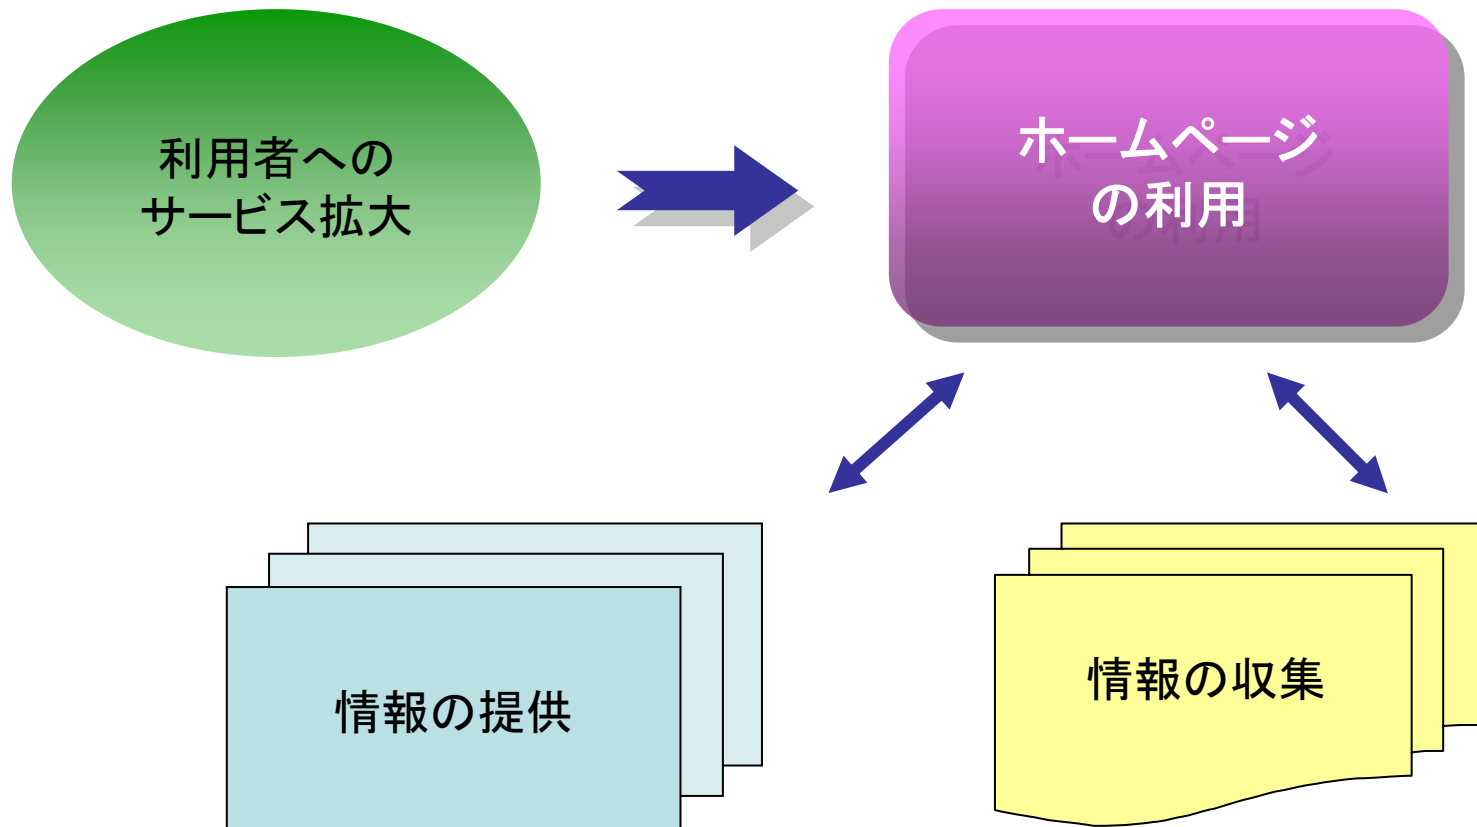 利用者への
サービス拡大
ホームページ
の利用
情報の提供
情報の収集